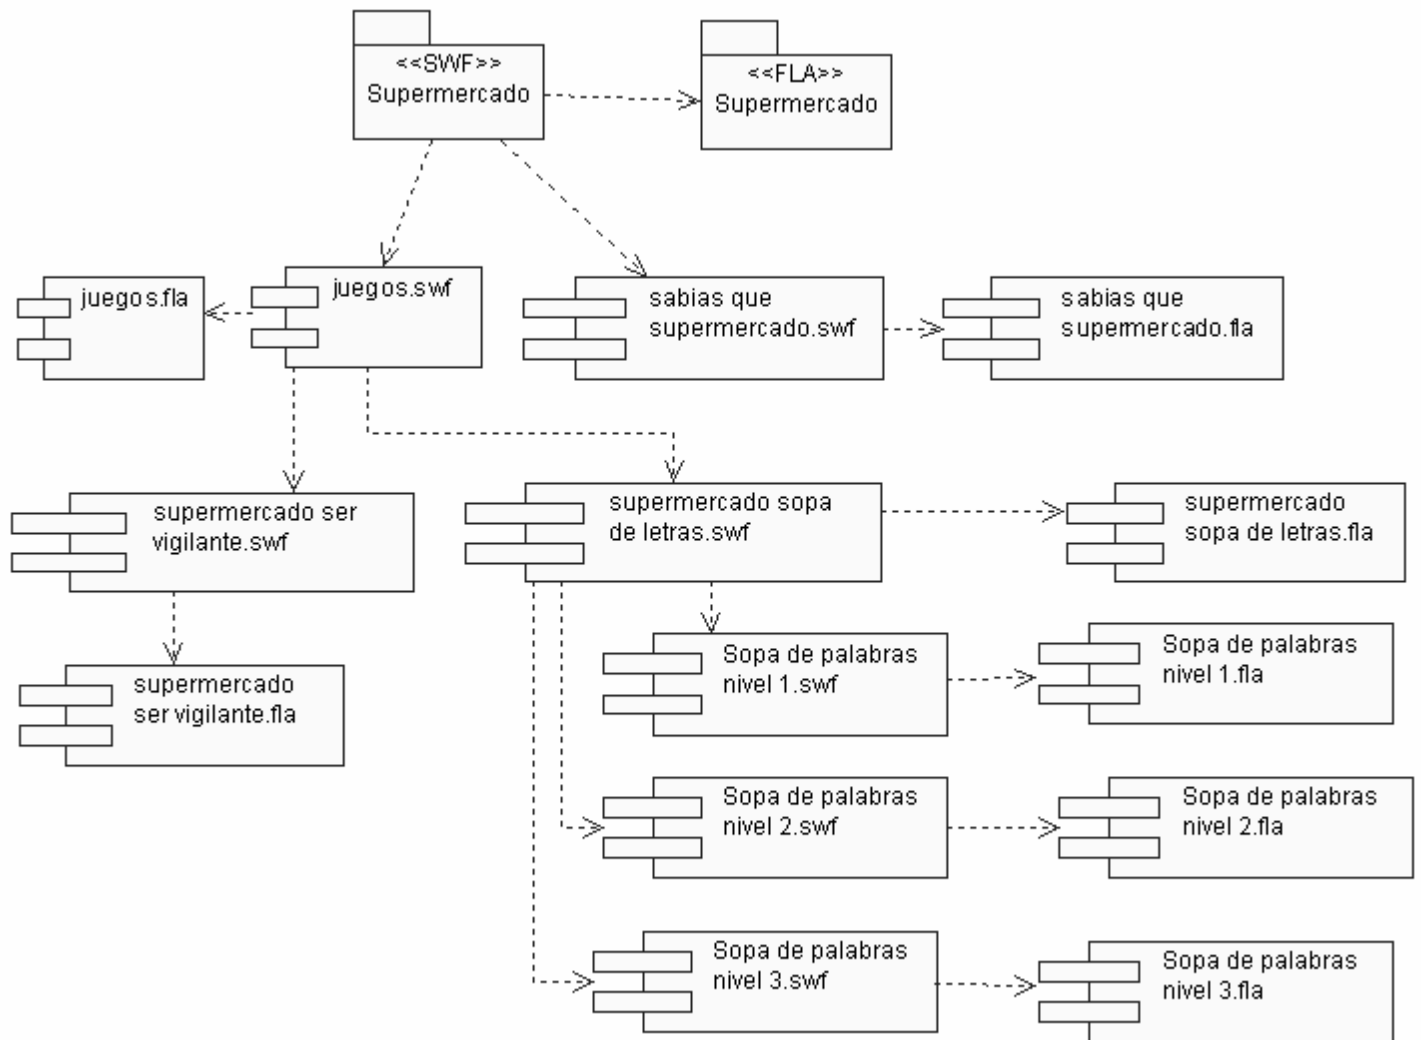 <<SWF>>
Supermercado
<<FLA>>
Supermercado
juegos.fla
juegos.swf
sabias que
supermercado.swf
sabias que
supermercado.fla
supermercado ser
vigilante.swf
supermercado sopa
de letras.swf
supermercado
sopa de letras.fla
supermercado
ser vigilante.fla
Sopa de palabras
nivel 1.swf
Sopa de palabras
nivel 1.fla
Sopa de palabras
nivel 2.swf
Sopa de palabras
nivel 2.fla
Sopa de palabras
nivel 3.swf
Sopa de palabras
nivel 3.fla